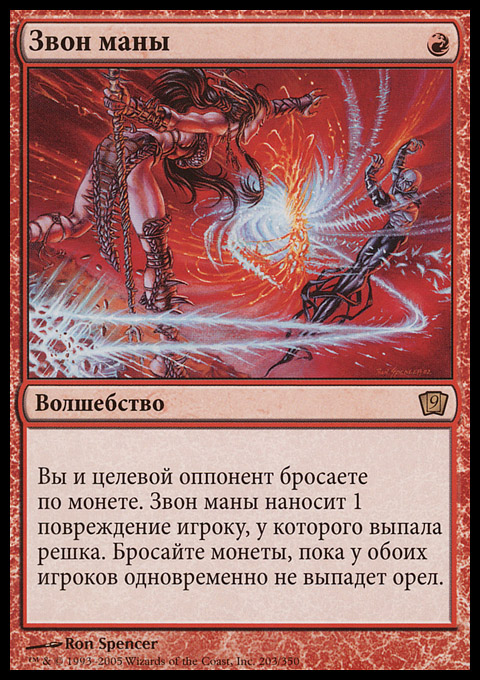 Звон маны
Волшебство
9
Вы и целевой оппонент бросаете
по монете. Звон маны наносит 1
повреждение игроку, у которого выпала
решка. Бросайте монеты, пока у обоих
игроков одновременно не выпадет орел.
Ron Spencer
™ & © 1993–2005 Wizards of the Coast, Inc. 203/350